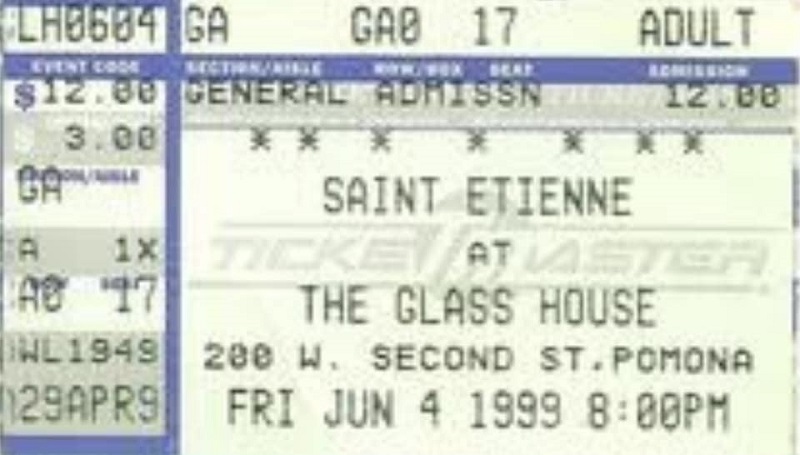 LH0604 GA GA0 17 ADULT
EVENT CODE SECTION/AISLE ROW/BOX SEAT ADMISSION
$12.00 GENERAL ADMISSN 12.00
3.00 * * * * * * *
SECTION/AISLE
GA SAINT ETIENNE
TICKETMASTER
A 1X AT
A0 17 THE GLASS HOUSE
WL1949 200 W. SECOND ST.POMONA
29APR9 FRI JUN 4 1999 8:00PM